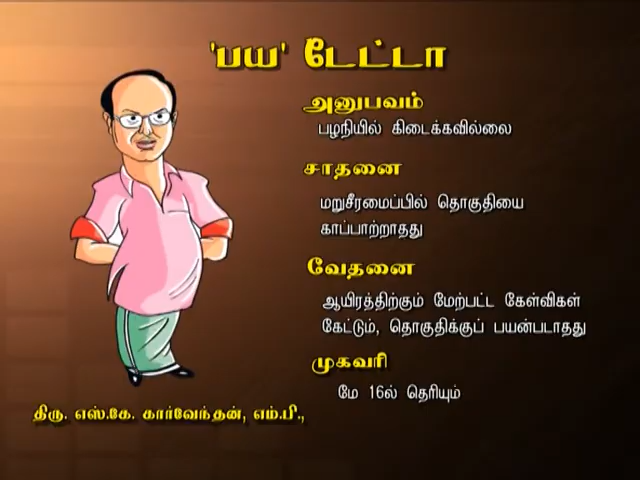 'பய' டேட்டா
அனுபவம்
பழநியில் கிடைக்கவில்லை
சாதனை
மறுசீரமைப்பில் தொகுதியை
காப்பாற்றாதது
வேதனை
ஆயிரத்திற்கும் மேற்பட்ட கேள்விகள்
கேட்டும், தொகுதிக்குப் பயன்படாதது
முகவரி
மே 16ல் தெரியும்
திரு. எஸ்.கே. கார்வேந்தன், எம்.பி.,